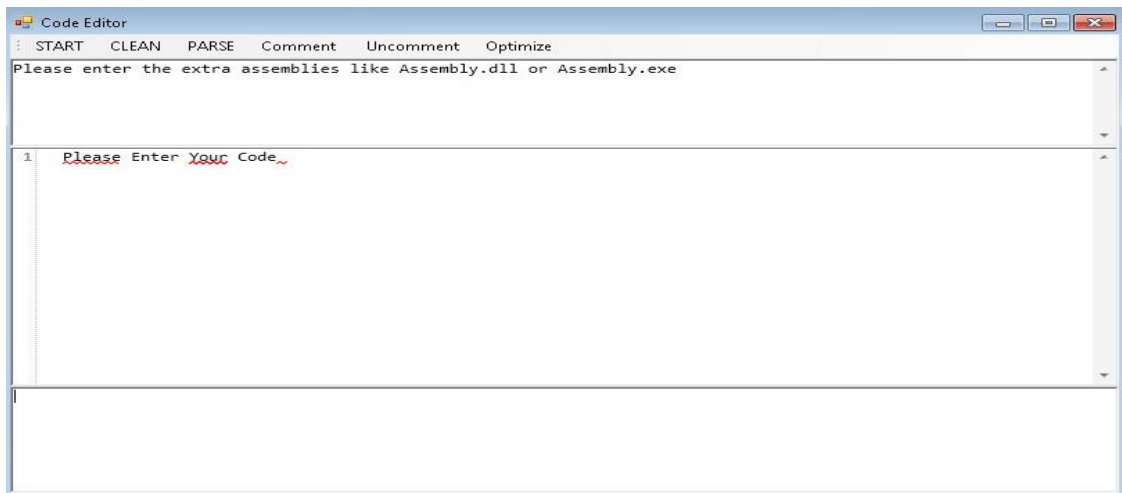 Code Editor
START CLEAN PARSE Comment Uncomment Optimize
Please enter the extra assemblies like Assembly.dll or Assembly.exe
1 Please Enter Your Code